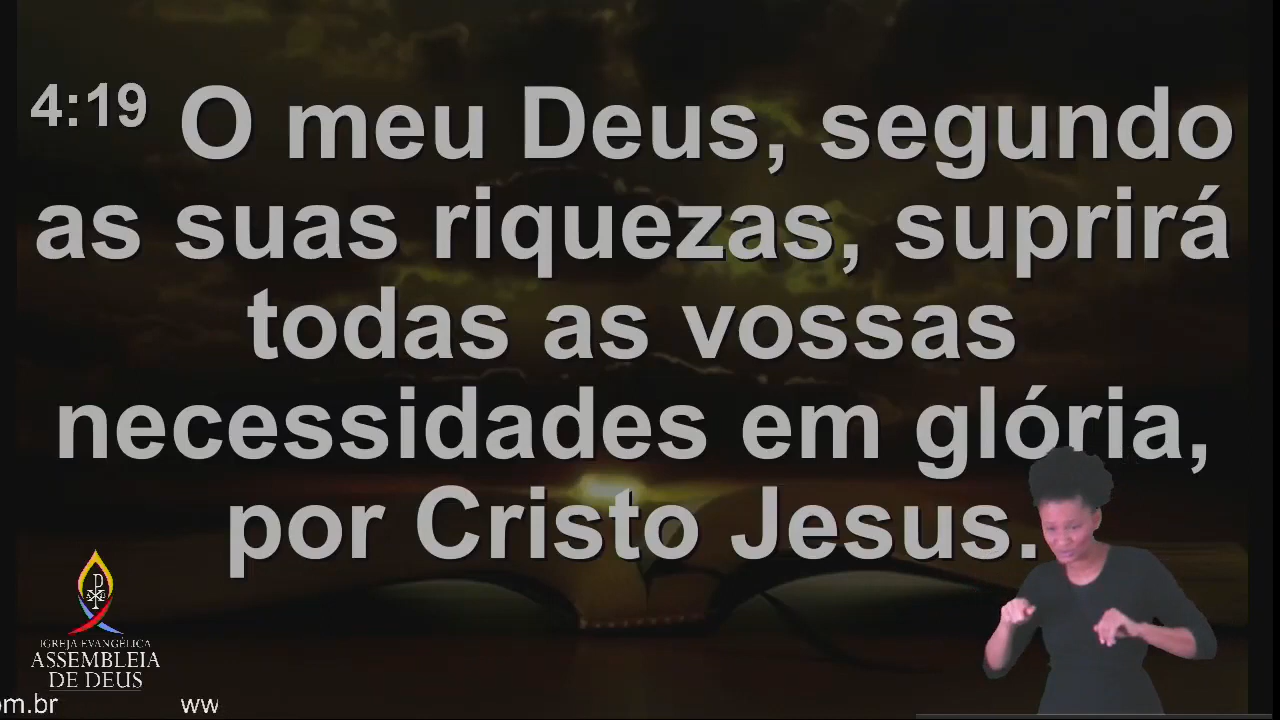 4:19 O meu Deus, segundo
as suas riquezas, suprirá
todas as vossas
necessidades em glória,
por Cristo Jesus.
IGREJA EVANGÉLICA
ASSEMBLEIA
DE DEUS
om.br ww